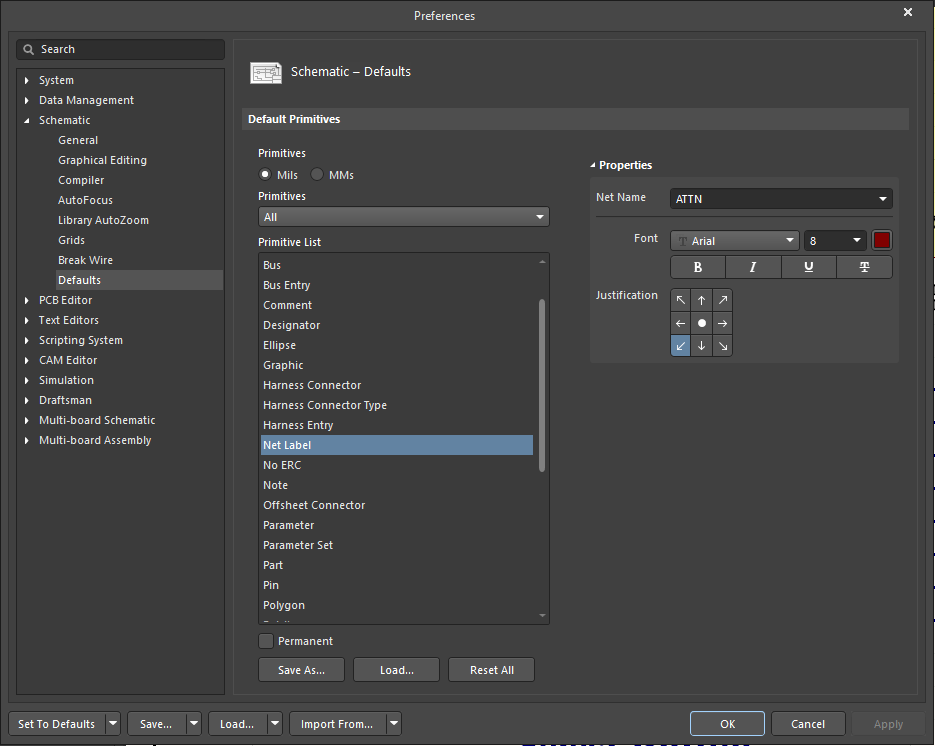 Preferences
Search
System
Data Management
Schematic
General
Graphical Editing
Compiler
AutoFocus
Library AutoZoom
Grids
Break Wire
Defaults
PCB Editor
Text Editors
Scripting System
CAM Editor
Simulation
Draftsman
Multi-board Schematic
Multi-board Assembly
Schematic – Defaults
Default Primitives
Primitives
Mils MMs
Primitives
All
Primitive List
Bus
Bus Entry
Comment
Designator
Ellipse
Graphic
Harness Connector
Harness Connector Type
Harness Entry
Net Label
No ERC
Note
Offsheet Connector
Parameter
Parameter Set
Part
Pin
Polygon
Permanent
Save As... Load... Reset All
Properties
Net Name ATTN
Font T Arial 8
B I U T
Justification
Set To Defaults Save... Load... Import From... OK Cancel Apply